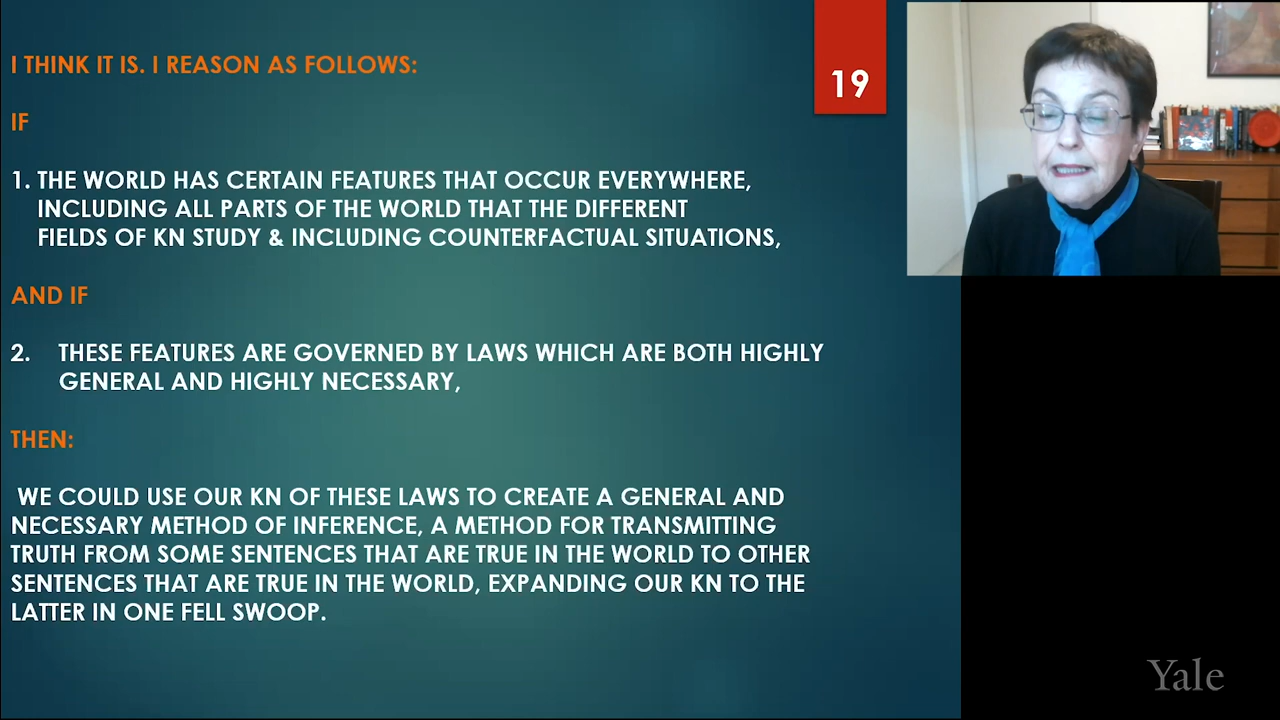 I THINK IT IS. I REASON AS FOLLOWS:
19
IF
1. THE WORLD HAS CERTAIN FEATURES THAT OCCUR EVERYWHERE,
INCLUDING ALL PARTS OF THE WORLD THAT THE DIFFERENT
FIELDS OF KN STUDY & INCLUDING COUNTERFACTUAL SITUATIONS,
AND IF
2. THESE FEATURES ARE GOVERNED BY LAWS WHICH ARE BOTH HIGHLY
GENERAL AND HIGHLY NECESSARY,
THEN:
WE COULD USE OUR KN OF THESE LAWS TO CREATE A GENERAL AND
NECESSARY METHOD OF INFERENCE, A METHOD FOR TRANSMITTING
TRUTH FROM SOME SENTENCES THAT ARE TRUE IN THE WORLD TO OTHER
SENTENCES THAT ARE TRUE IN THE WORLD, EXPANDING OUR KN TO THE
LATTER IN ONE FELL SWOOP.
Yale